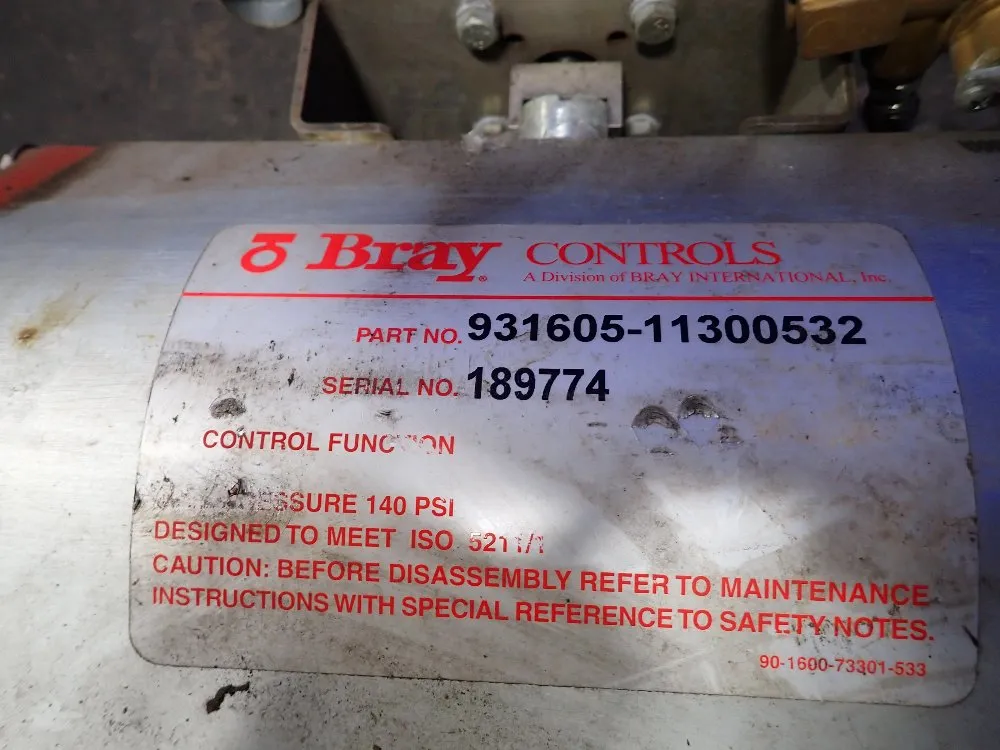 Bray CONTROLS
A Division of BRAY INTERNATIONAL, Inc.
PART NO. 931605-11300532
SERIAL NO. 189774
CONTROL
140 PSI
DESIGNED TO MEET ISO 5211/1
CAUTION: BEFORE DISASSEMBLY REFER TO MAINTENANCE
INSTRUCTIONS WITH SPECIAL REFERENCE TO SAFETY NOTES.
90-1600-73301-533